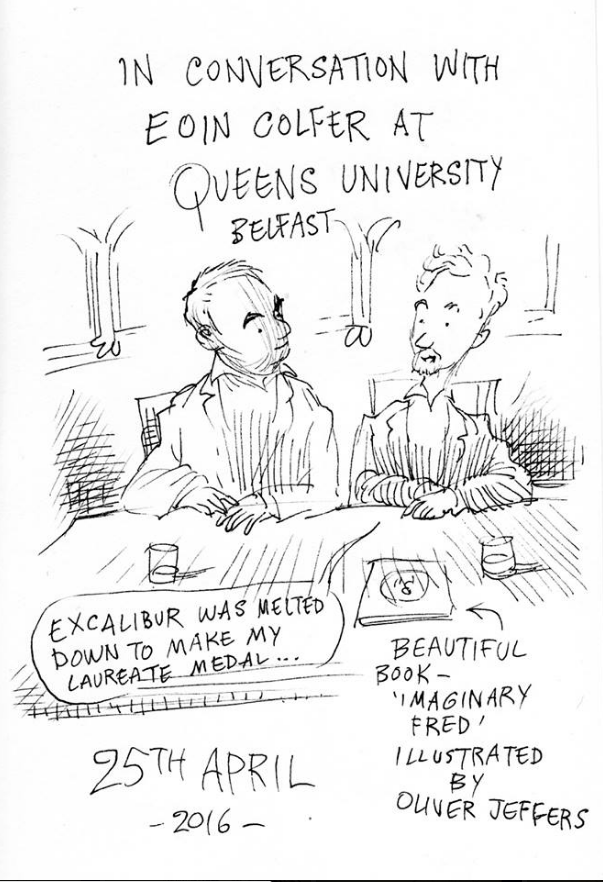 IN CONVERSATION WITH
EOIN COLFER AT
QUEENS UNIVERSITY
BELFAST
EXCALIBUR WAS MELTED
DOWN TO MAKE MY
LAUREATE MEDAL...
BEAUTIFUL
BOOK -
'IMAGINARY
FRED'
ILLUSTRATED
BY
OLIVER JEFFERS
25TH APRIL
- 2016 -